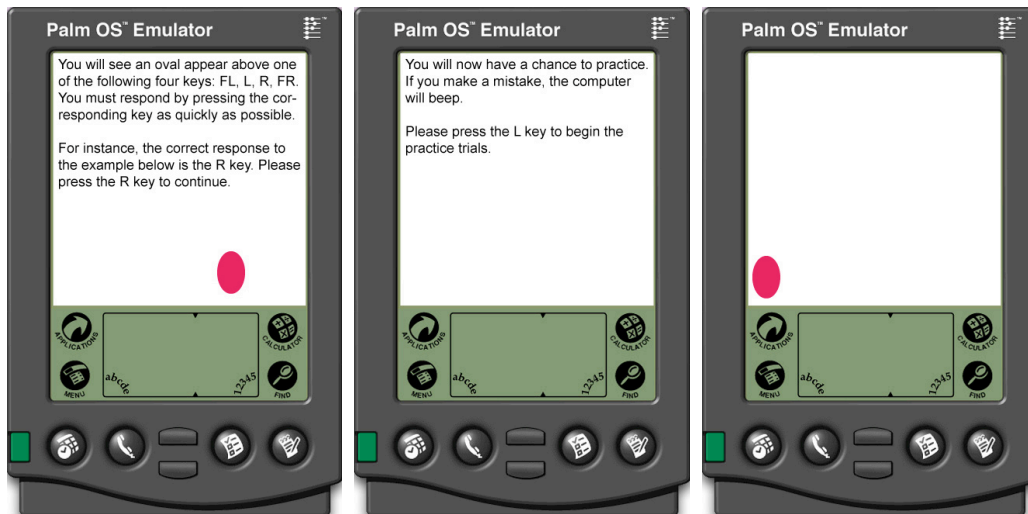 Palm OS™ Emulator
You will see an oval appear above one
of the following four keys: FL, L, R, FR.
You must respond by pressing the cor-
responding key as quickly as possible.
For instance, the correct response to
the example below is the R key. Please
press the R key to continue.
APPLICATIONS
CALCULATOR
MENU
abcde
12345
FIND
Palm OS™ Emulator
You will now have a chance to practice.
If you make a mistake, the computer
will beep.
Please press the L key to begin the
practice trials.
APPLICATIONS
CALCULATOR
MENU
abcde
12345
FIND
Palm OS™ Emulator
APPLICATIONS
CALCULATOR
MENU
abcde
12345
FIND